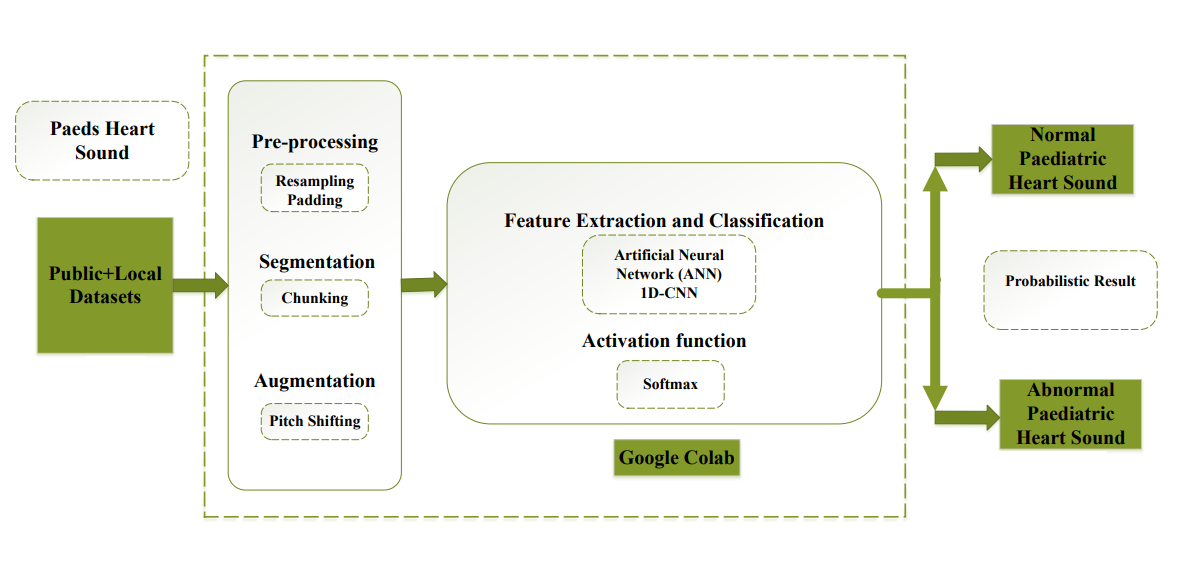 Paeds Heart
Sound
Public+Local
Datasets
Pre-processing
Resampling
Padding
Segmentation
Chunking
Augmentation
Pitch Shifting
Feature Extraction and Classification
Artificial Neural
Network (ANN)
1D-CNN
Activation function
Softmax
Google Colab
Normal
Paediatric
Heart Sound
Probabilistic Result
Abnormal
Paediatric
Heart Sound